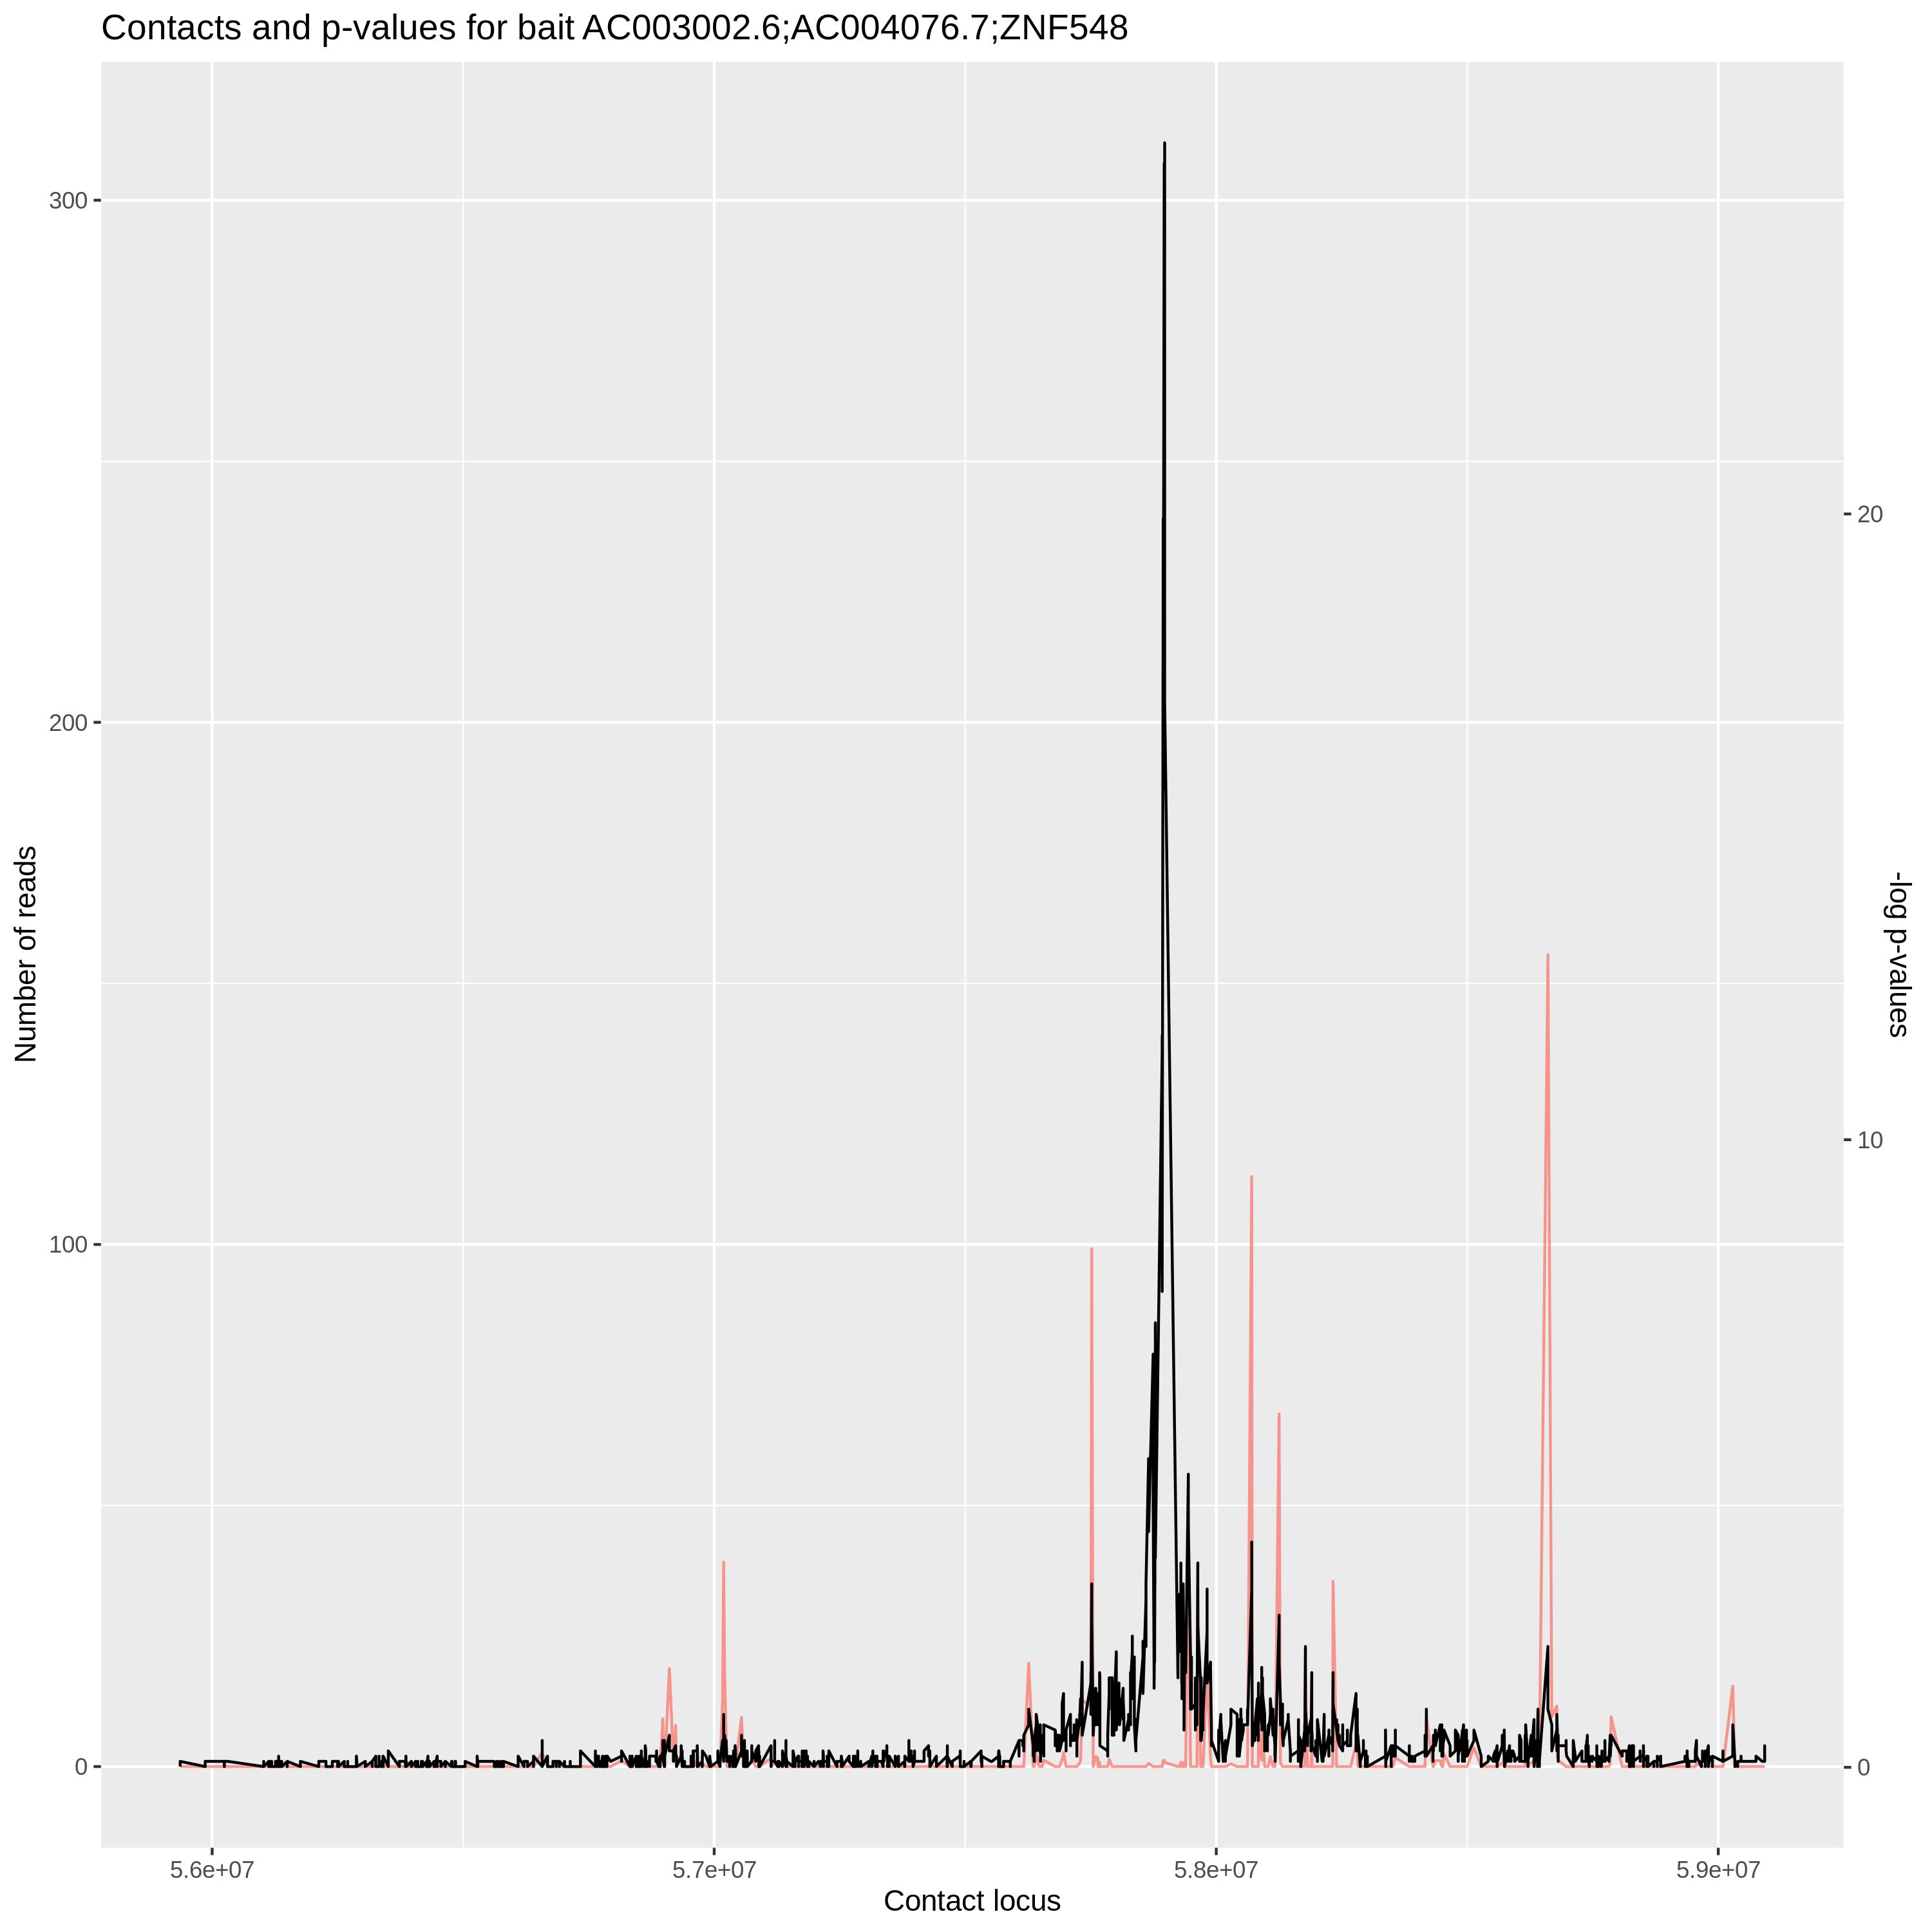 Contacts and p-values for bait AC003002.6;AC004076.7;ZNF548
300
200
100
0
Number of reads
20
10
0
-log p-values
5.6e+07
5.7e+07
5.8e+07
5.9e+07
Contact locus